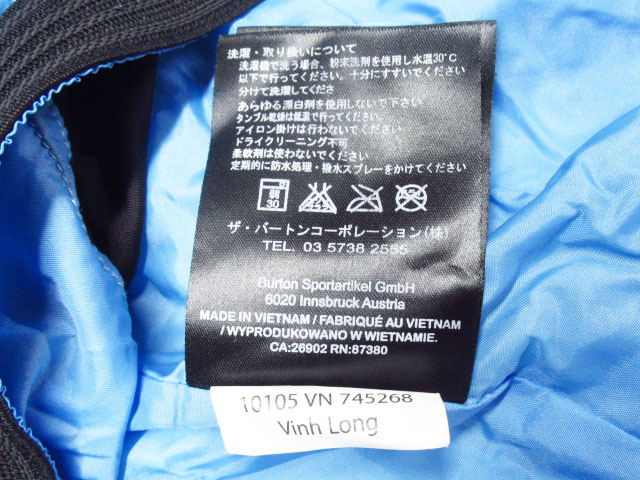 洗濯・取り扱いについて
洗濯機で洗う場合、粉末洗剤を使用し水温30°C
以下で行ってください。十分にすすいでください
分けて洗濯してくださ
あらゆる漂白剤を使用しないで下さい
タンブル乾燥は低温で行ってください
アイロン掛けは行わないでください
ドライクリーニング不可
柔軟剤は使わないでください
定期的に防水処理・撥水スプレーをかけてください
弱
30
ザ・バートンコーポレーション(株)
TEL. 03 5738 2555
Burton Sportartikel GmbH
6020 Innsbruck Austria
MADE IN VIETNAM / FABRIQUÉ AU VIETNAM
/ WYPRODUKOWANO W WIETNAMIE.
CA:26902 RN:87380
10105 VN 745268
Vinh Long